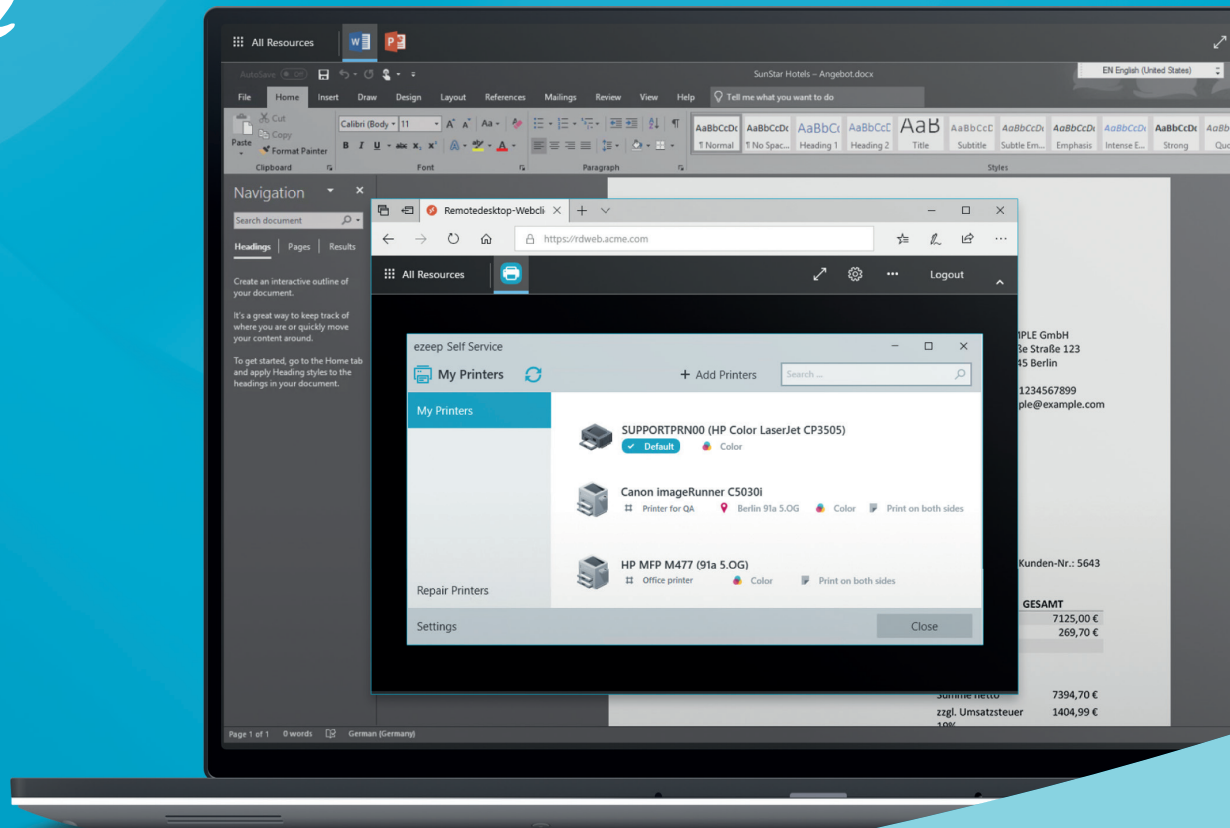 All Resources
AutoSave Off
SunStar Hotels – Angebot.docx
EN English (United States)
File Home Insert Draw Design Layout References Mailings Review View Help Tell me what you want to do
Cut
Copy
Paste
Format Painter
Calibri (Body 11
Clipboard Font Paragraph Styles
AaBbCcDc AaBbCcDc AaBbCc AaBbCcC AaB AaBbCcC AaBbCcDc AaBbCcDc AaBbCcDc AaBbCcDc AaBb
¶ Normal ¶ No Spac... Heading 1 Heading 2 Title Subtitle Subtle Em... Emphasis Intense E... Strong Quo
Navigation
Search document
Headings Pages Results
Create an interactive outline of
your document.
It's a great way to keep track of
where you are or quickly move
your content around.
To get started, go to the Home tab
and apply Heading styles to the
headings in your document.
Remotedesktop-Webcli
https://rdweb.acme.com
All Resources
Logout
ezeep Self Service
My Printers
+ Add Printers
Search ...
My Printers
SUPPORTPRN00 (HP Color LaserJet CP3505)
Default Color
Canon imageRunner C5030i
Printer for QA Berlin 91a 5.OG Color Print on both sides
HP MFP M477 (91a 5.OG)
Office printer Color Print on both sides
Repair Printers
Settings
Close
MPLE GmbH
ße Straße 123
45 Berlin
1234567899
ple@example.com
Kunden-Nr.: 5643
GESAMT
7125,00 €
269,70 €
Summe netto 7394,70 €
zzgl. Umsatzsteuer 1404,99 €
19%
Page 1 of 1 0 words German (Germany)